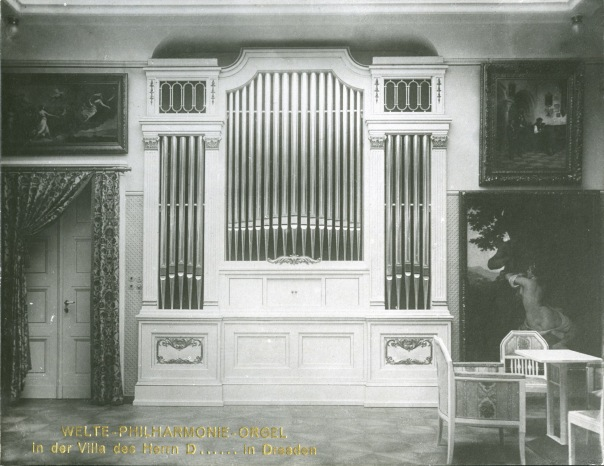 WELTE-PHILHARMONIE-ORGEL
in der Villa des Herrn D...... in Dresden